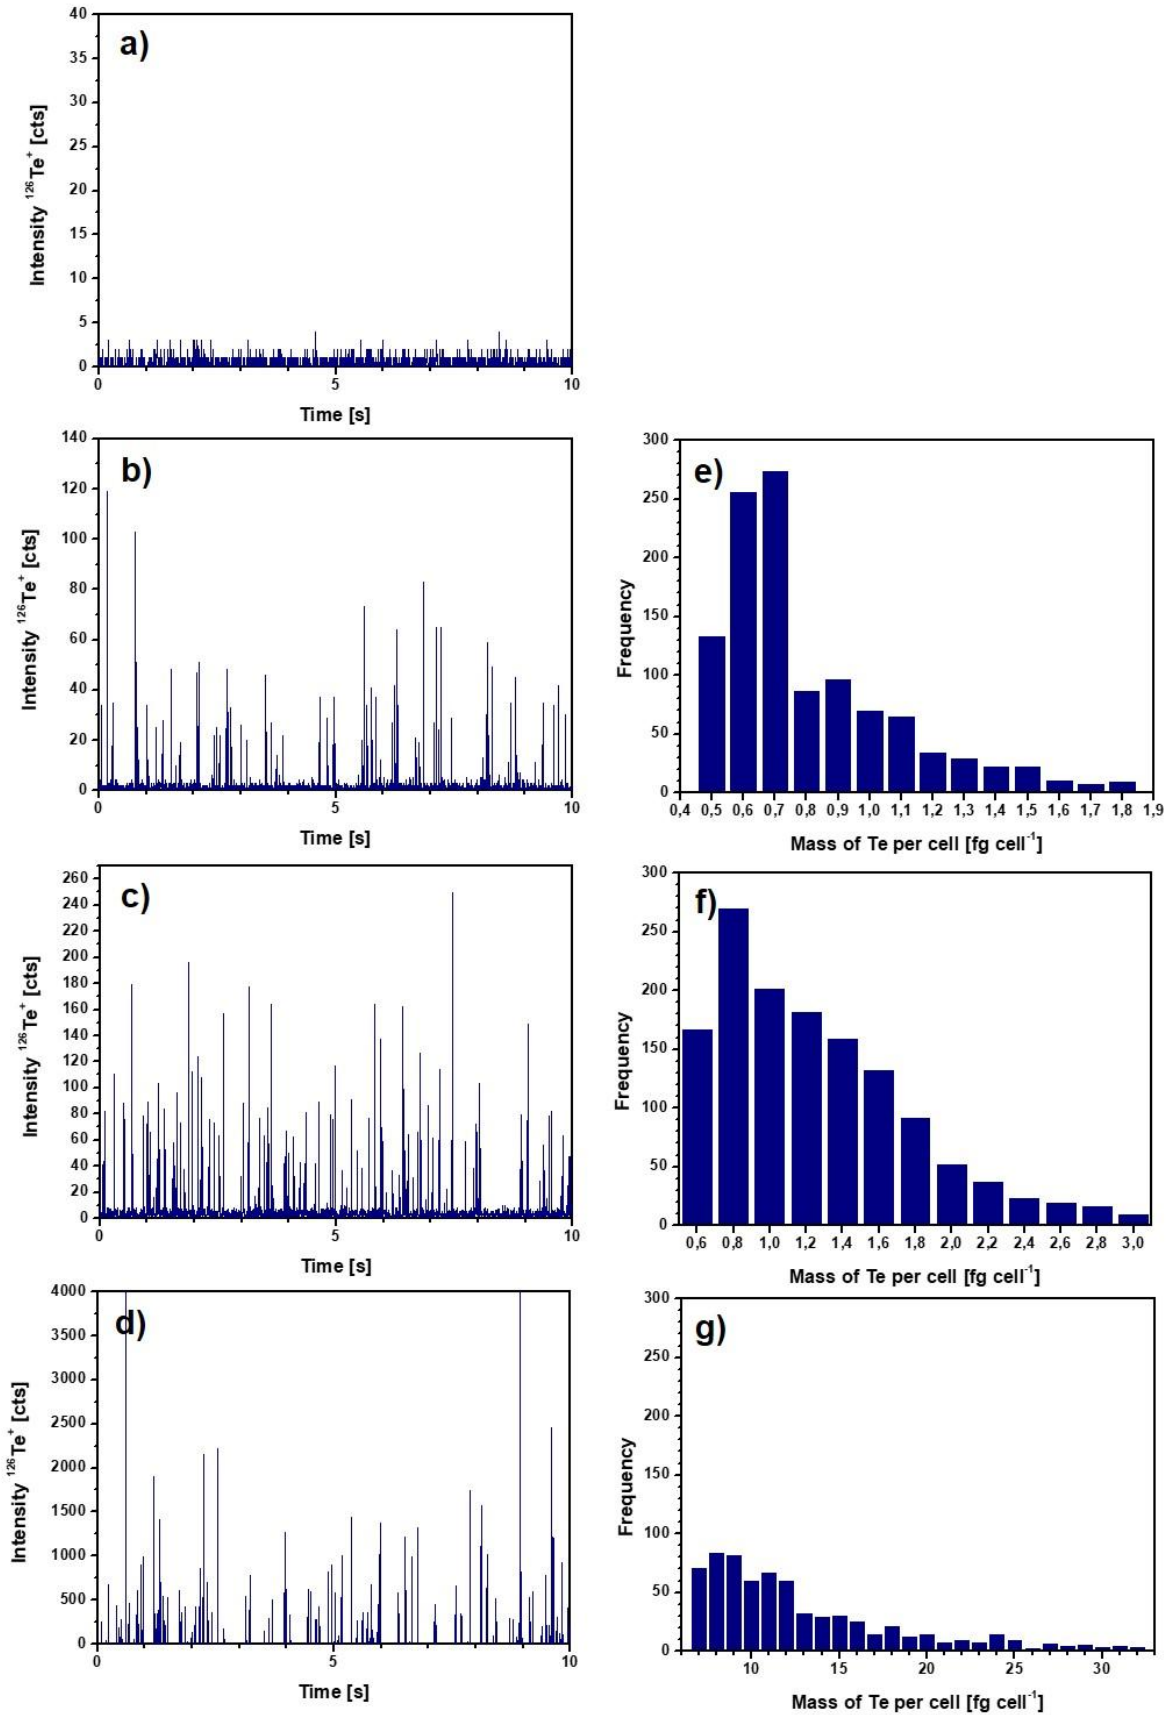 a)
40
35
30
25
20
15
10
5
0
Intensity ¹²⁶Te⁺ [cts]
0 5 10
Time [s]
b)
140
120
100
80
60
40
20
0
Intensity ¹²⁶Te⁺ [cts]
0 5 10
Time [s]
e)
300
250
200
150
100
50
0
Frequency
0,4 0,5 0,6 0,7 0,8 0,9 1,0 1,1 1,2 1,3 1,4 1,5 1,6 1,7 1,8 1,9
Mass of Te per cell [fg cell⁻¹]
c)
260
240
220
200
180
160
140
120
100
80
60
40
20
0
Intensity ¹²⁶Te⁺ [cts]
0 5 10
Time [s]
f)
300
250
200
150
100
50
0
Frequency
0,6 0,8 1,0 1,2 1,4 1,6 1,8 2,0 2,2 2,4 2,6 2,8 3,0
Mass of Te per cell [fg cell⁻¹]
d)
4000
3500
3000
2500
2000
1500
1000
500
0
Intensity ¹²⁶Te⁺ [cts]
0 5 10
Time [s]
g)
300
250
200
150
100
50
0
Frequency
10 15 20 25 30
Mass of Te per cell [fg cell⁻¹]